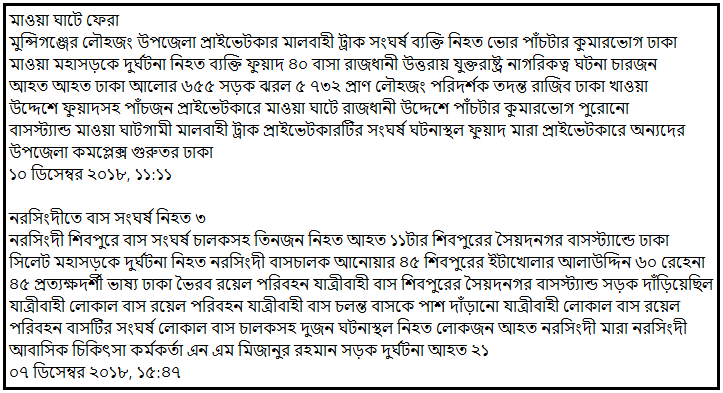 মাওয়া ঘাটে ফেরা
মুন্সিগঞ্জের লৌহজং উপজেলা প্রাইভেটকার মালবাহী ট্রাক সংঘর্ষ ব্যক্তি নিহত ভোর পাঁচটার কুমারভোগ ঢাকা
মাওয়া মহাসড়কে দুর্ঘটনা নিহত ব্যক্তি ফুয়াদ ৪০ বাসা রাজধানী উত্তরায় যুক্তরাষ্ট্র নাগরিকত্ব ঘটনা চারজন
আহত আহত ঢাকা আলোর ৬৫৫ সড়ক ঝরল ৫ ৭৩২ প্রাণ লৌহজং পরিদর্শক তদন্ত রাজিব ঢাকা খাওয়া
উদ্দেশে ফুয়াদসহ পাঁচজন প্রাইভেটকারে মাওয়া ঘাটে রাজধানী উদ্দেশে পাঁচটার কুমারভোগ পুরোনো
বাসস্ট্যান্ড মাওয়া ঘাটগামী মালবাহী ট্রাক প্রাইভেটকারটির সংঘর্ষ ঘটনাস্থল ফুয়াদ মারা প্রাইভেটকারে অন্যদের
উপজেলা কমপ্লেক্স গুরুতর ঢাকা
১০ ডিসেম্বর ২০১৮, ১১:১১
নরসিংদীতে বাস সংঘর্ষ নিহত ৩
নরসিংদী শিবপুরে বাস সংঘর্ষ চালকসহ তিনজন নিহত আহত ১১টার শিবপুরের সৈয়দনগর বাসস্ট্যান্ডে ঢাকা
সিলেট মহাসড়কে দুর্ঘটনা নিহত নরসিংদী বাসচালক আনোয়ার ৪৫ শিবপুরের ইটাখোলার আলাউদ্দিন ৬০ রেহেনা
৪৫ প্রত্যক্ষদর্শী ভাষ্য ঢাকা ভৈরব রয়েল পরিবহন যাত্রীবাহী বাস শিবপুরের সৈয়দনগর বাসস্ট্যান্ড সড়ক দাঁড়িয়েছিল
যাত্রীবাহী লোকাল বাস রয়েল পরিবহন যাত্রীবাহী বাস চলন্ত বাসকে পাশ দাঁড়ানো যাত্রীবাহী লোকাল বাস রয়েল
পরিবহন বাসটির সংঘর্ষ লোকাল বাস চালকসহ দুজন ঘটনাস্থল নিহত লোকজন আহত নরসিংদী মারা নরসিংদী
আবাসিক চিকিৎসা কর্মকর্তা এন এম মিজানুর রহমান সড়ক দুর্ঘটনা আহত ২১
০৭ ডিসেম্বর ২০১৮, ১৫:৪৭